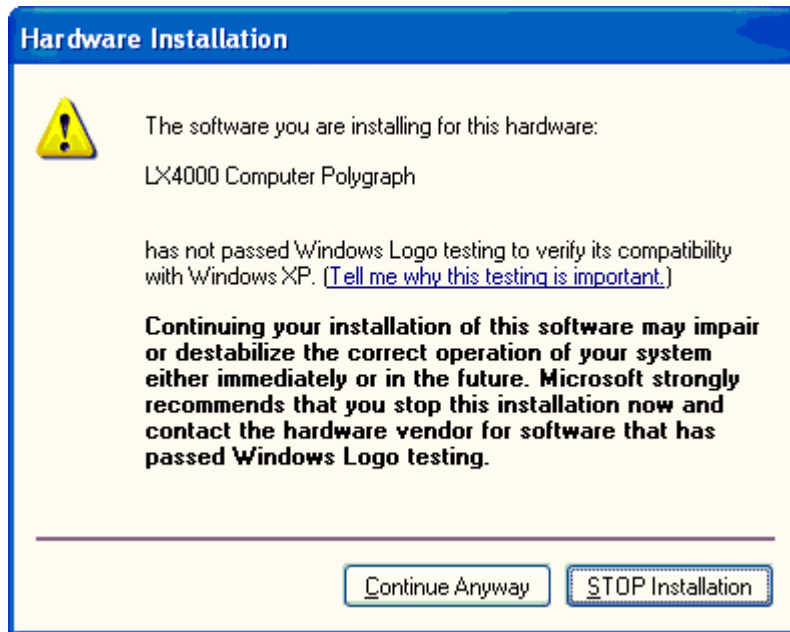 Hardware Installation
The software you are installing for this hardware:
LX4000 Computer Polygraph
has not passed Windows Logo testing to verify its compatibility
with Windows XP. (Tell me why this testing is important.)
Continuing your installation of this software may impair
or destabilize the correct operation of your system
either immediately or in the future. Microsoft strongly
recommends that you stop this installation now and
contact the hardware vendor for software that has
passed Windows Logo testing.
Continue Anyway
STOP Installation